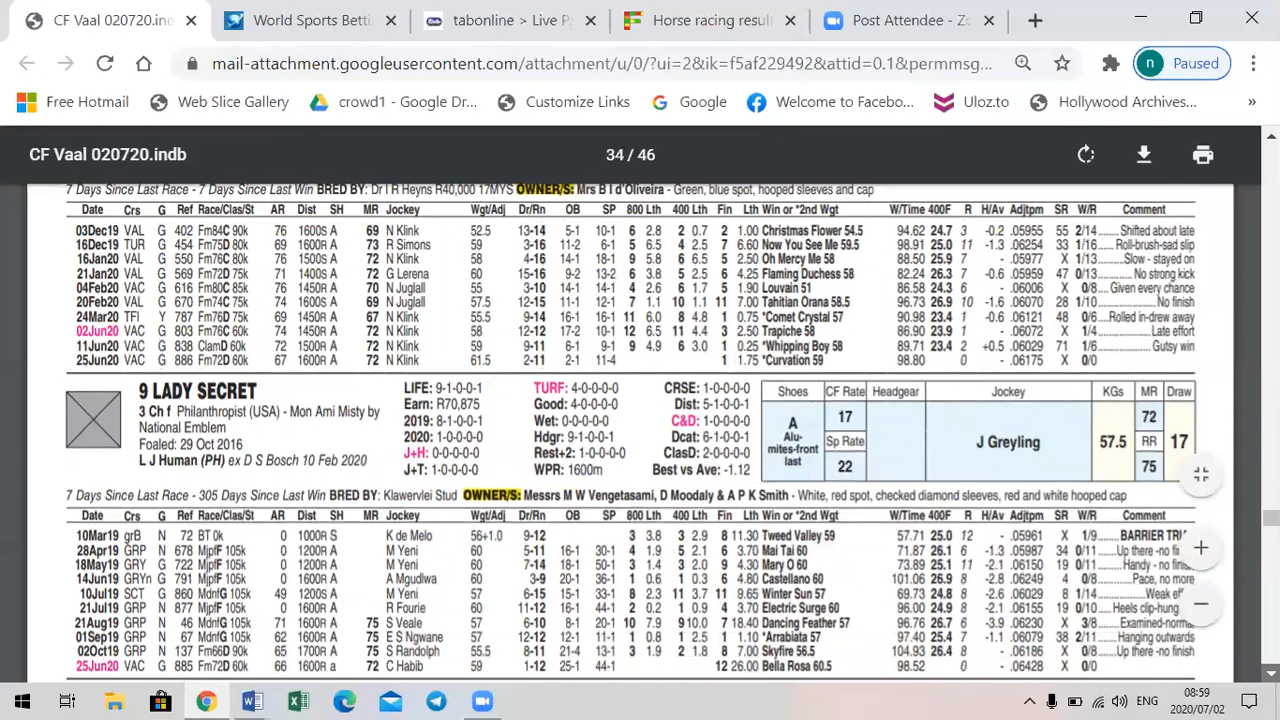 CF Vaal 020720.ind
World Sports Betti
tabonline > Live P
Horse racing resul
Post Attendee - Zo
mail-attachment.googleusercontent.com/attachment/u/0/?ui=2&ik=f5af229492&attid=0.1&permmsg...
n Paused
Free Hotmail
Web Slice Gallery
crowd1 - Google Dr...
Customize Links
Google
Welcome to Facebo...
Uloz.to
Hollywood Archives...
»
CF Vaal 020720.indb
34 / 46
7 Days Since Last Race - 7 Days Since Last Win BRED BY: Dr I R Heyns R40,000 17MYS OWNER/S: Mrs B I d'Oliveira - Green, blue spot, hooped sleeves and cap
Date Crs G Ref Race/Clas/St AR Dist SH MR Jockey Wgt/Adj Dr/Rn OB SP 800 Lth 400 Lth Fin Lth Win or *2nd Wgt W/Time 400F R H/Av Adjtpm SR W/R Comment
03Dec19 VAL G 402 Fm84C 90k 76 1600S A 69 N Klink 52.5 13-14 5-1 10-1 6 2.8 2 0.7 2 1.00 Christmas Flower 54.5 94.62 24.7 3 -0.2 .05955 55 2/14 Shifted about late
16Dec19 TUR G 454 Fm75D 80k 73 1600R A 73 R Simons 59 3-16 11-2 6-1 8 5.5 6 4.5 7 6.60 Now You See Me 59.5 98.91 25.0 11 -1.3 .06254 33 1/16 Roll-brush-sad slip
16Jan20 VAL G 550 Fm76C 80k 76 1500S A 72 N Klink 58 4-16 14-1 18-1 9 5.8 6 6.5 5 2.50 Oh Mercy Me 58 88.50 25.9 7 - .05977 X 1/13 Slow - stayed on
21Jan20 VAL G 569 Fm72D 75k 71 1400S A 72 G Lerena 60 15-16 9-2 13-2 6 3.8 5 2.5 6 4.25 Flaming Duchess 58 82.24 26.3 7 -0.6 .05959 47 0/13 No strong kick
04Feb20 VAC G 616 Fm80C 85k 76 1450R A 70 N Juglall 55 3-10 14-1 14-1 4 2.6 4 1.7 5 1.90 Louvain 51 86.58 24.3 6 - .06006 X 0/8 Given every chance
20Feb20 VAL G 670 Fm74C 75k 74 1600S A 69 N Juglall 57.5 12-15 11-1 12-1 7 1.1 10 1.1 11 7.00 Tahitian Orana 58.5 96.73 26.9 10 -1.6 .06070 28 1/10 No finish
24Mar20 TFI Y 787 Fm76D 75k 69 1450R A 67 N Klink 55.5 9-14 16-1 16-1 11 6.0 8 4.8 1 0.75 *Comet Crystal 57 90.98 23.4 1 -0.6 .06126 48 0/6 Rolled in-drew away
02Jun20 VAC G 803 Fm76C 60k 74 1450R A 72 N Klink 58 12-12 17-2 10-1 12 6.5 11 4.4 3 2.50 Trapiche 58 86.90 23.9 1 - .06072 X 1/4 Late effort
11Jun20 VAC G 838 ClamD 60k 72 1500R A 72 N Klink 59 9-11 6-1 6-1 9 4.9 6 3.0 1 0.25 *Whipping Boy 58 89.71 23.4 2 +0.5 .06029 71 1/6 Gutsy win
25Jun20 VAC G 886 Fm72D 60k 67 1600R A 72 N Klink 61.5 2-11 2-1 11-4 1 1.75 *Curvation 59 98.80 0 -0.3 .06175 X 0/0
9 LADY SECRET
3 Ch f Philanthropist (USA) - Mon Ami Misty by
National Emblem
Foaled: 29 Oct 2016
L J Human (PH) ex D S Bosch 10 Feb 2020
LIFE: 9-1-0-0-1 TURF: 4-0-0-0-0 CRSE: 1-0-0-0-0
Earn: R70,875 Good: 4-0-0-0-0 Dist: 5-1-0-0-1
2019: 8-1-0-0-1 Wet: 0-0-0-0-0 C&D: 1-0-0-0-0
2020: 1-0-0-0-0 Hdgr: 9-1-0-0-1 Dcat: 6-1-0-0-1
J+H: 0-0-0-0-0 Rest+2: 1-0-0-0-0 ClasD: 2-0-0-0-0
J+T: 1-0-0-0-0 WPR: 1600m Best vs Ave: -1.12
Shoes CF Rate Headgear Jockey KGs MR Draw
A Alu-mites-front last 17 Sp Rate 22 J Greyling 57.5 72 RR 75 17
7 Days Since Last Race - 305 Days Since Last Win BRED BY: Klawervlei Stud OWNER/S: Messrs M W Vengetasami, D Moodaly & A P K Smith - White, red spot, checked diamond sleeves, red and white hooped cap
Date Crs G Ref Race/Clas/St AR Dist SH MR Jockey Wgt/Adj Dr/Rn OB SP 800 Lth 400 Lth Fin Lth Win or *2nd Wgt W/Time 400F R H/Av Adjtpm SR W/R Comment
10Mar19 grB N 72 BT 0k 0 1000R S K de Melo 56+1.0 9-12 3 3.8 3 2.9 8 11.30 Tweed Valley 59 57.71 25.0 12 - .05961 X 1/9 BARRIER TRI
28Apr19 GRP N 678 MjpfF 105k 0 1200R A M Yeni 60 5-11 16-1 30-1 4 1.9 5 2.1 6 3.70 Mai Tai 60 71.87 26.1 6 -1.3 .05987 34 0/11 Up there -no fi
18May19 GRY G 722 MjpfF 105k 0 1200R A M Yeni 60 7-14 18-1 50-1 3 1.4 3 2.0 9 4.30 Mary O 60 73.89 25.1 11 -2.1 .06150 19 0/11 Handy - no finis
14Jun19 GRYn G 791 MjpfF 105k 0 1600R A A Mgudlwa 60 3-9 20-1 36-1 1 0.6 1 0.3 6 4.80 Castellano 60 101.06 26.9 8 -2.8 .06284 4 0/8 Pace, no more
10Jul19 SCT G 860 MdnfG 105k 49 1200S A M Yeni 57 6-15 15-1 33-1 8 2.3 11 3.7 11 9.65 Winter Sun 57 69.73 24.8 8 -2.6 .06029 8 1/14 Weak ef
21Jul19 GRP N 877 MjpfF 105k 0 1600R A R Fourie 60 11-12 16-1 44-1 2 0.2 1 0.9 4 3.70 Electric Surge 60 96.00 24.9 8 -2.1 .06155 19 0/10 Heels clip-hung
21Aug19 GRP N 46 MdnfG 105k 71 1600R A 75 S Veale 57 6-10 8-1 20-1 10 7.9 9 10.0 7 18.40 Dancing Feather 57 96.76 26.7 6 -3.9 .06230 X 3/8 Examined-norm
01Sep19 GRP N 67 MdnfG 105k 62 1600R A 75 E S Ngwane 57 12-12 12-1 11-1 1 0.8 1 2.5 1 1.10 *Arrabiata 57 97.40 25.4 7 -1.1 .06079 38 2/11 Hanging outwards
02Oct19 GRP N 137 Fm66D 90k 65 1700R A 75 S Randolph 55.5 8-11 21-4 13-1 3 1.9 2 1.8 8 7.00 Skyfire 56.5 104.93 26.4 8 - .06186 X 0/8 Up there -no finish
25Jun20 VAC G 885 Fm72D 60k 66 1600R a 72 C Habib 59 1-12 25-1 44-1 12 26.00 Bella Rosa 60.5 98.52 0 - .06428 X 0/0
ENG
08:59
2020/07/02